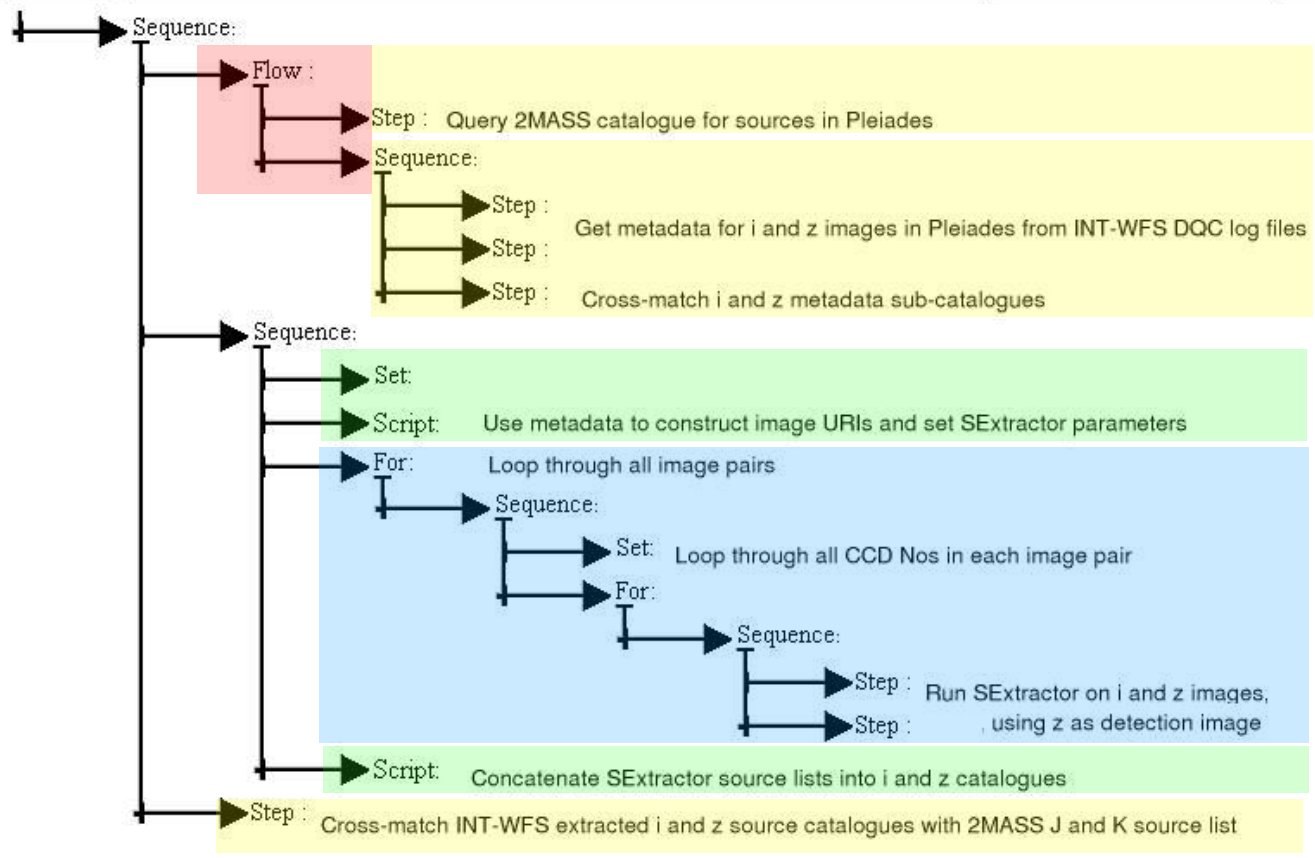 Sequence:
Flow :
Step : Query 2MASS catalogue for sources in Pleiades
Sequence:
Step :
Get metadata for i and z images in Pleiades from INT-WFS DQC log files
Step :
Step : Cross-match i and z metadata sub-catalogues
Sequence:
Set:
Script: Use metadata to construct image URIs and set SExtractor parameters
For: Loop through all image pairs
Sequence:
Set: Loop through all CCD Nos in each image pair
For:
Sequence:
Step : Run SExtractor on i and z images,
Step : , using z as detection image
Script: Concatenate SExtractor source lists into i and z catalogues
Step : Cross-match INT-WFS extracted i and z source catalogues with 2MASS J and K source list